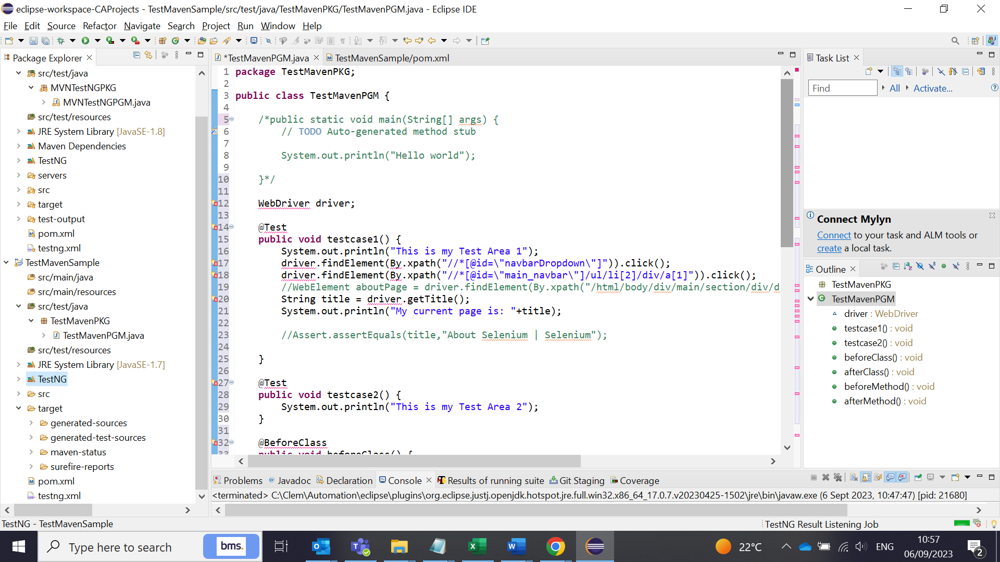 eclipse-workspace-CAProjects - TestMavenSample/src/test/java/TestMavenPKG/TestMavenPGM.java - Eclipse IDE
File Edit Source Refactor Navigate Search Project Run Window Help
Package Explorer
src/test/java
MVNTestNGPKG
MVNTestNGPGM.java
src/test/resources
JRE System Library [JavaSE-1.8]
Maven Dependencies
TestNG
servers
src
target
test-output
pom.xml
testng.xml
TestMavenSample
src/main/java
src/main/resources
src/test/java
TestMavenPKG
TestMavenPGM.java
src/test/resources
JRE System Library [JavaSE-1.7]
TestNG
src
target
generated-sources
generated-test-sources
maven-status
surefire-reports
pom.xml
testng.xml
*TestMavenPGM.java TestMavenSample/pom.xml
1 package TestMavenPKG;
2
3 public class TestMavenPGM {
4
5 /*public static void main(String[] args) {
6 // TODO Auto-generated method stub
7
8 System.out.println("Hello world");
9
10 }*/
11
12 WebDriver driver;
13
14 @Test
15 public void testcase1() {
16 System.out.println("This is my Test Area 1");
17 driver.findElement(By.xpath("//*[@id=\"navbarDropdown\"]")).click();
18 driver.findElement(By.xpath("//*[@id=\"main_navbar\"]/ul/li[2]/div/a[1]")).click();
19 //WebElement aboutPage = driver.findElement(By.xpath("/html/body/div/main/section/div/d
20 String title = driver.getTitle();
21 System.out.println("My current page is: "+title);
22
23 //Assert.assertEquals(title,"About Selenium | Selenium");
24
25 }
26
27 @Test
28 public void testcase2() {
29 System.out.println("This is my Test Area 2");
30 }
31
32 @BeforeClass
33 public void beforeClass() {
Task List
Find All Activate...
Connect Mylyn
Connect to your task and ALM tools or
create a local task.
Outline
TestMavenPKG
TestMavenPGM
driver : WebDriver
testcase1() : void
testcase2() : void
beforeClass() : void
afterClass() : void
beforeMethod() : void
afterMethod() : void
Problems Javadoc Declaration Console Results of running suite Git Staging Coverage
<terminated> C:\Clem\Automation\eclipse\plugins\org.eclipse.justj.openjdk.hotspot.jre.full.win32.x86_64_17.0.7.v20230425-1502\jre\bin\javaw.exe (6 Sept 2023, 10:47:47) [pid: 21680]
TestNG - TestMavenSample
TestNG Result Listening Job
Type here to search
bms.
22°C
ENG
10:57
06/09/2023
2